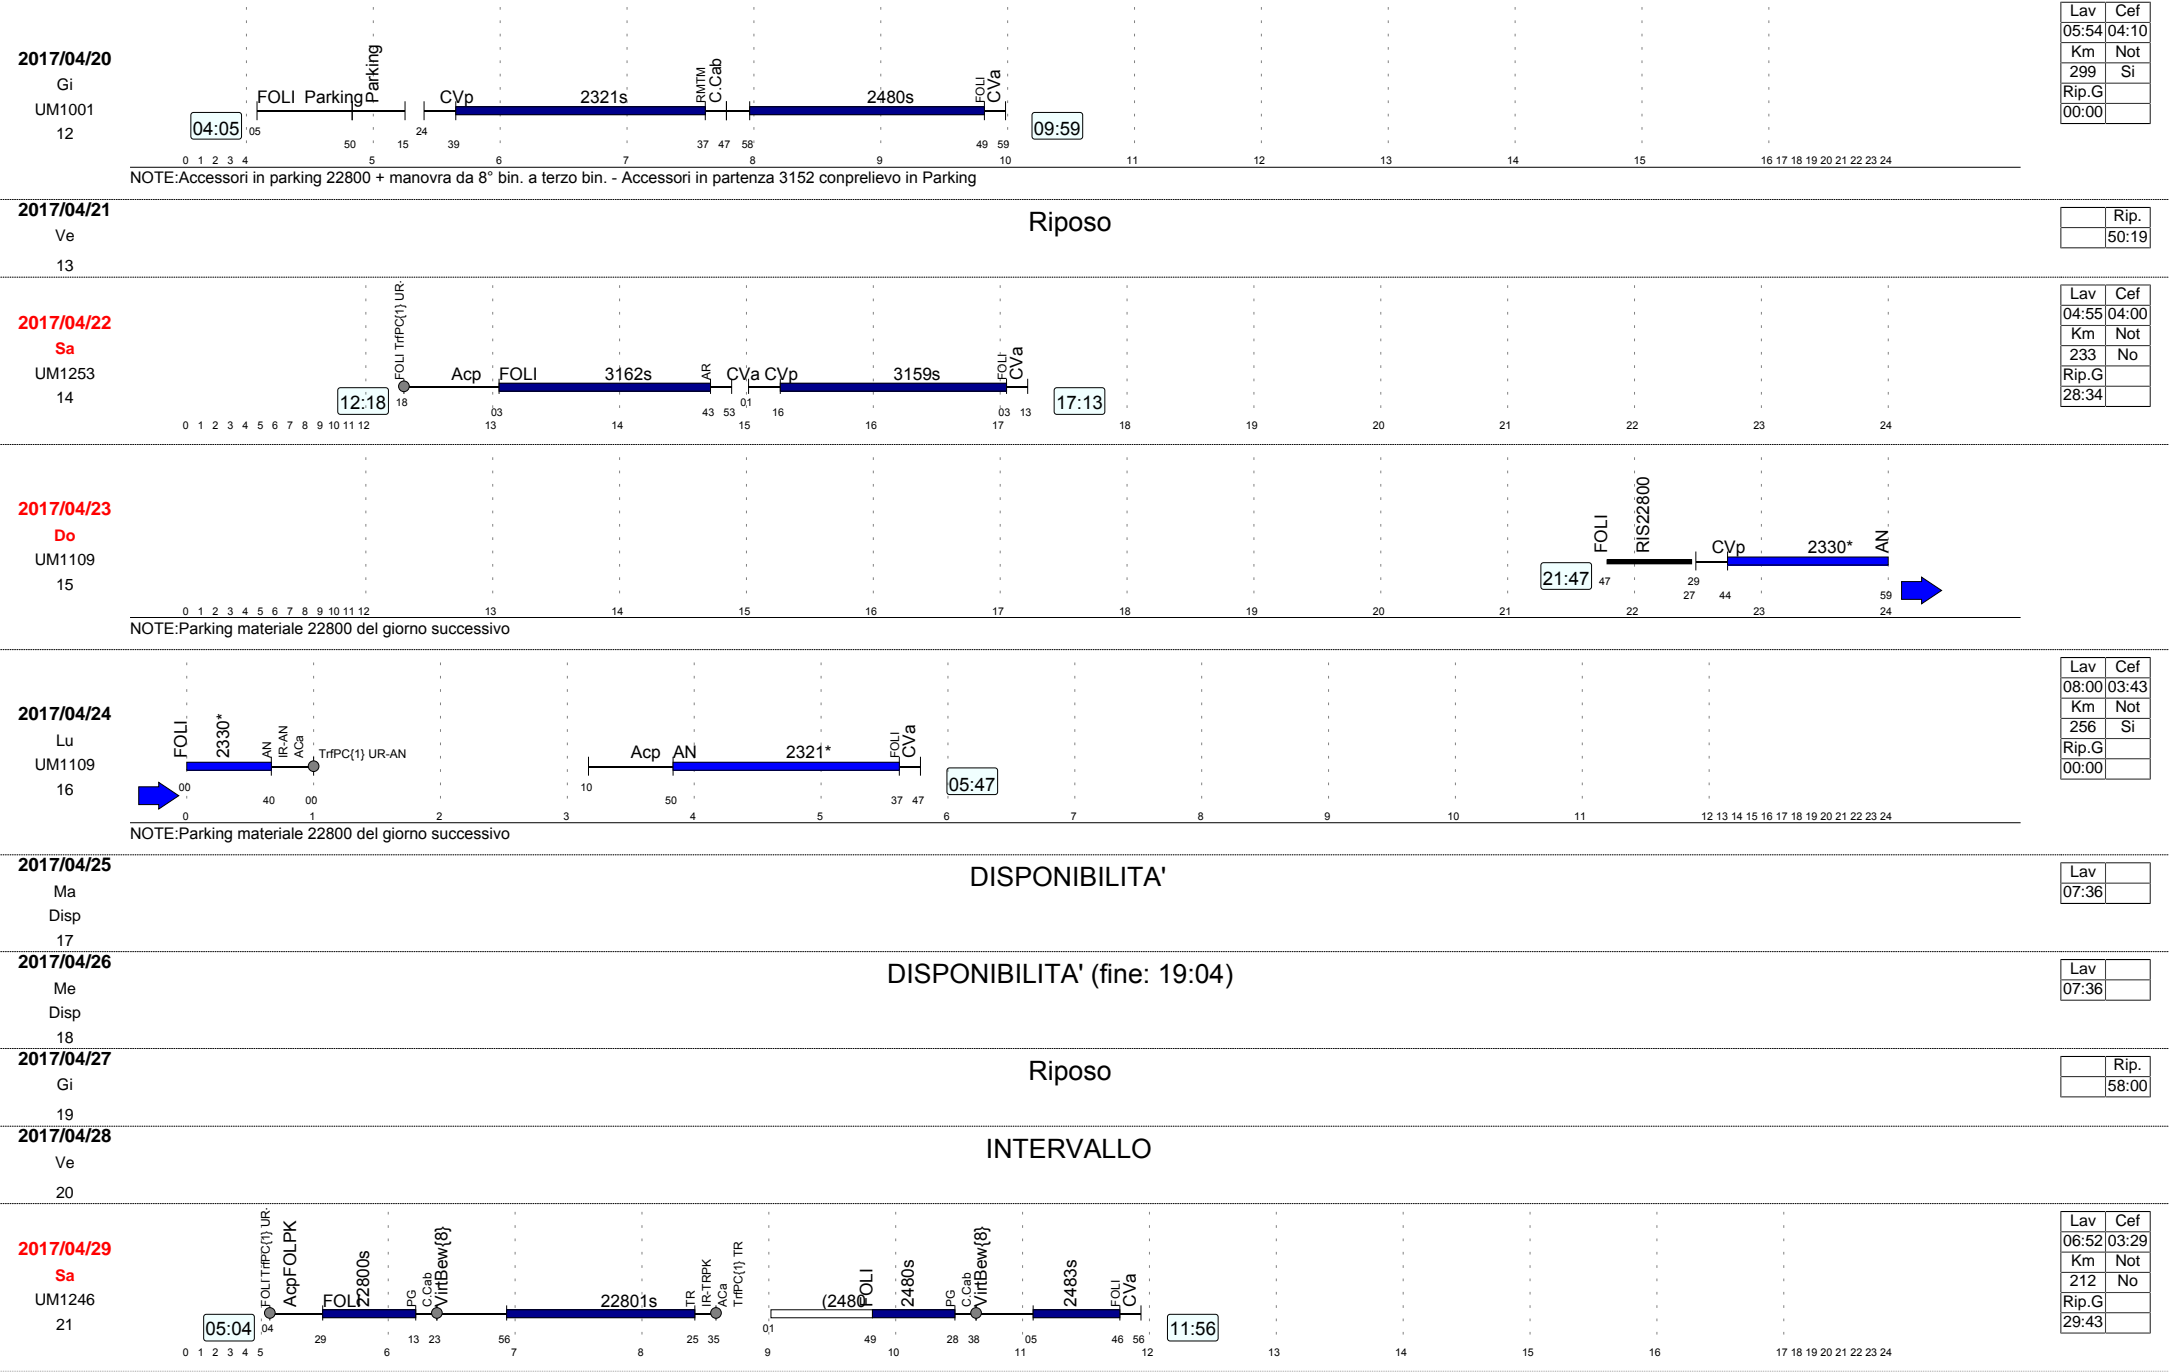 2017/04/20
Gi
UM1001
12
04:05
FOLI Parking Parking CVp 2321s RMTM C.Cab 2480s FOLI CVa
09:59
05 50 15 24 39 37 47 58 49 59
0 1 2 3 4 5 6 7 8 9 10 11 12 13 14 15 16 17 18 19 20 21 22 23 24
NOTE:Accessori in parking 22800 + manovra da 8° bin. a terzo bin. - Accessori in partenza 3152 conprelievo in Parking
Lav Cef
05:54 04:10
Km Not
299 Si
Rip.G
00:00
2017/04/21
Ve
13
Riposo
Rip.
50:19
2017/04/22
Sa
UM1253
14
12:18
FOLI TrfPC{1} UR- Acp FOLI 3162s AR CVa CVp 3159s FOLI CVa
17:13
18 03 43 53 01 16 03 13
0 1 2 3 4 5 6 7 8 9 10 11 12 13 14 15 16 17 18 19 20 21 22 23 24
Lav Cef
04:55 04:00
Km Not
233 No
Rip.G
28:34
2017/04/23
Do
UM1109
15
21:47
FOLI RIS22800 CVp 2330* AN
47 27 29 44 59
0 1 2 3 4 5 6 7 8 9 10 11 12 13 14 15 16 17 18 19 20 21 22 23 24
NOTE:Parking materiale 22800 del giorno successivo
2017/04/24
Lu
UM1109
16
FOLI 2330* AN IR-AN ACa TrfPC{1} UR-AN Acp AN 2321* FOLI CVa
05:47
00 40 00 10 50 37 47
0 1 2 3 4 5 6 7 8 9 10 11 12 13 14 15 16 17 18 19 20 21 22 23 24
NOTE:Parking materiale 22800 del giorno successivo
Lav Cef
08:00 03:43
Km Not
256 Si
Rip.G
00:00
2017/04/25
Ma
Disp
17
DISPONIBILITA'
Lav
07:36
2017/04/26
Me
Disp
18
DISPONIBILITA' (fine: 19:04)
Lav
07:36
2017/04/27
Gi
19
Riposo
Rip.
58:00
2017/04/28
Ve
20
INTERVALLO
2017/04/29
Sa
UM1246
21
05:04
FOLI TrfPC{1} UR- AcpFOLPK FOLI 22800s PG C.Cab VirtBew{8} 22801s TR IR-TRPK ACa TrfPC{1} TR (2480 FOLI 2480s PG C.Cab VirtBew{8} 2483s FOLI CVa
11:56
04 29 13 23 56 25 35 01 49 28 38 05 46 56
0 1 2 3 4 5 6 7 8 9 10 11 12 13 14 15 16 17 18 19 20 21 22 23 24
Lav Cef
06:52 03:29
Km Not
212 No
Rip.G
29:43